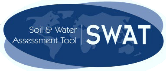 Soil & Water
Assessment Tool
SWAT